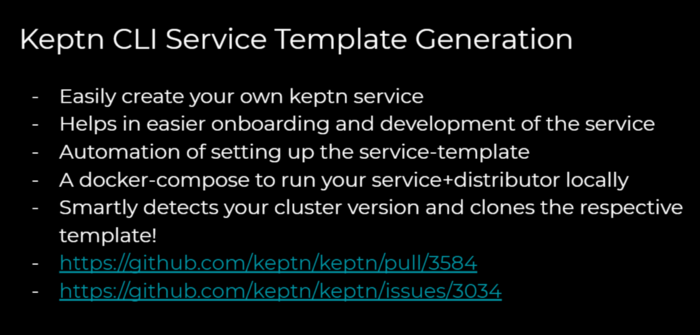 Keptn CLI Service Template Generation
- Easily create your own keptn service
- Helps in easier onboarding and development of the service
- Automation of setting up the service-template
- A docker-compose to run your service+distributor locally
- Smartly detects your cluster version and clones the respective
template!
- https://github.com/keptn/keptn/pull/3584
- https://github.com/keptn/keptn/issues/3034